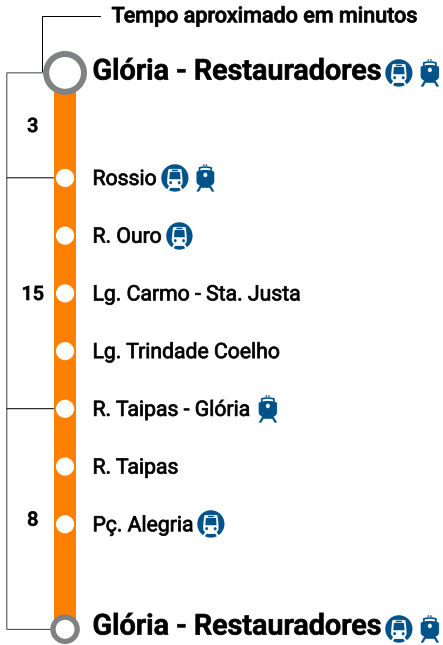 Tempo aproximado em minutos
Glória - Restauradores
3
Rossio
R. Ouro
15
Lg. Carmo - Sta. Justa
Lg. Trindade Coelho
R. Taipas - Glória
R. Taipas
8
Pç. Alegria
Glória - Restauradores